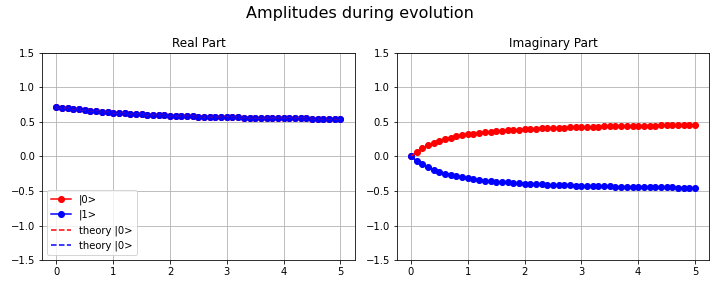 Amplitudes during evolution
Real Part
1.5
1.0
0.5
0.0
−0.5
−1.0
−1.5
0 1 2 3 4 5
|0>
|1>
theory |0>
theory |0>
Imaginary Part
1.5
1.0
0.5
0.0
−0.5
−1.0
−1.5
0 1 2 3 4 5